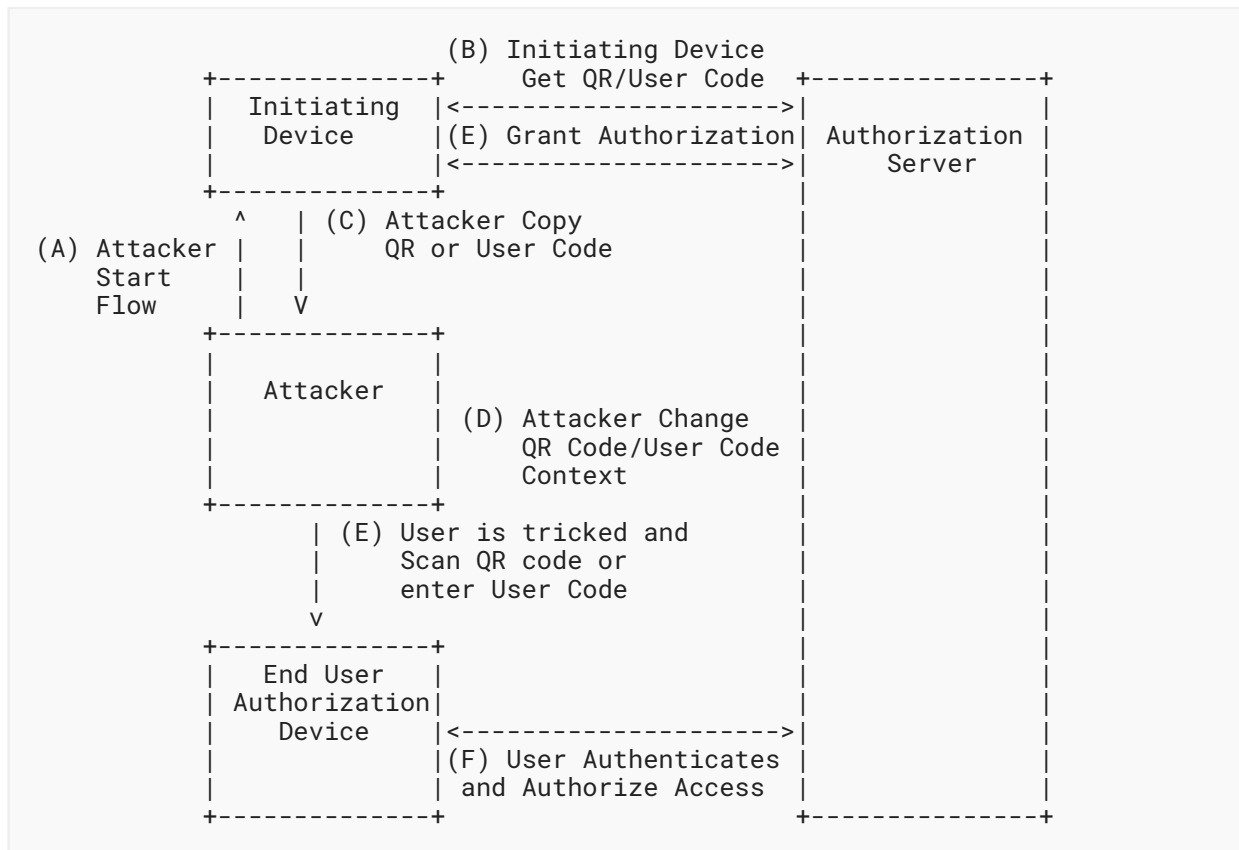 (B) Initiating Device
Get QR/User Code
Initiating
Device
(E) Grant Authorization
Authorization
Server
(C) Attacker Copy
QR or User Code
(A) Attacker
Start
Flow
Attacker
(D) Attacker Change
QR Code/User Code
Context
(E) User is tricked and
Scan QR code or
enter User Code
End User
Authorization
Device
(F) User Authenticates
and Authorize Access